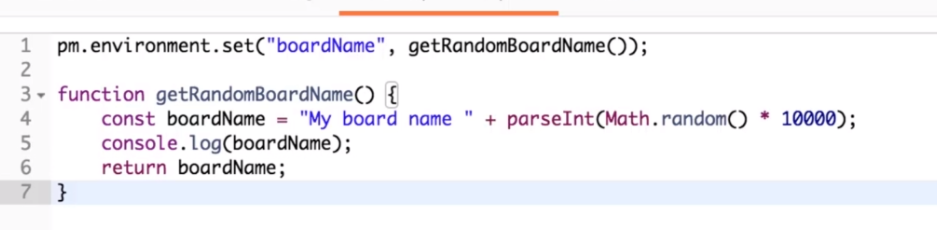 1 pm.environment.set("boardName", getRandomBoardName());
2
3 function getRandomBoardName() {
4     const boardName = "My board name " + parseInt(Math.random() * 10000);
5     console.log(boardName);
6     return boardName;
7 }